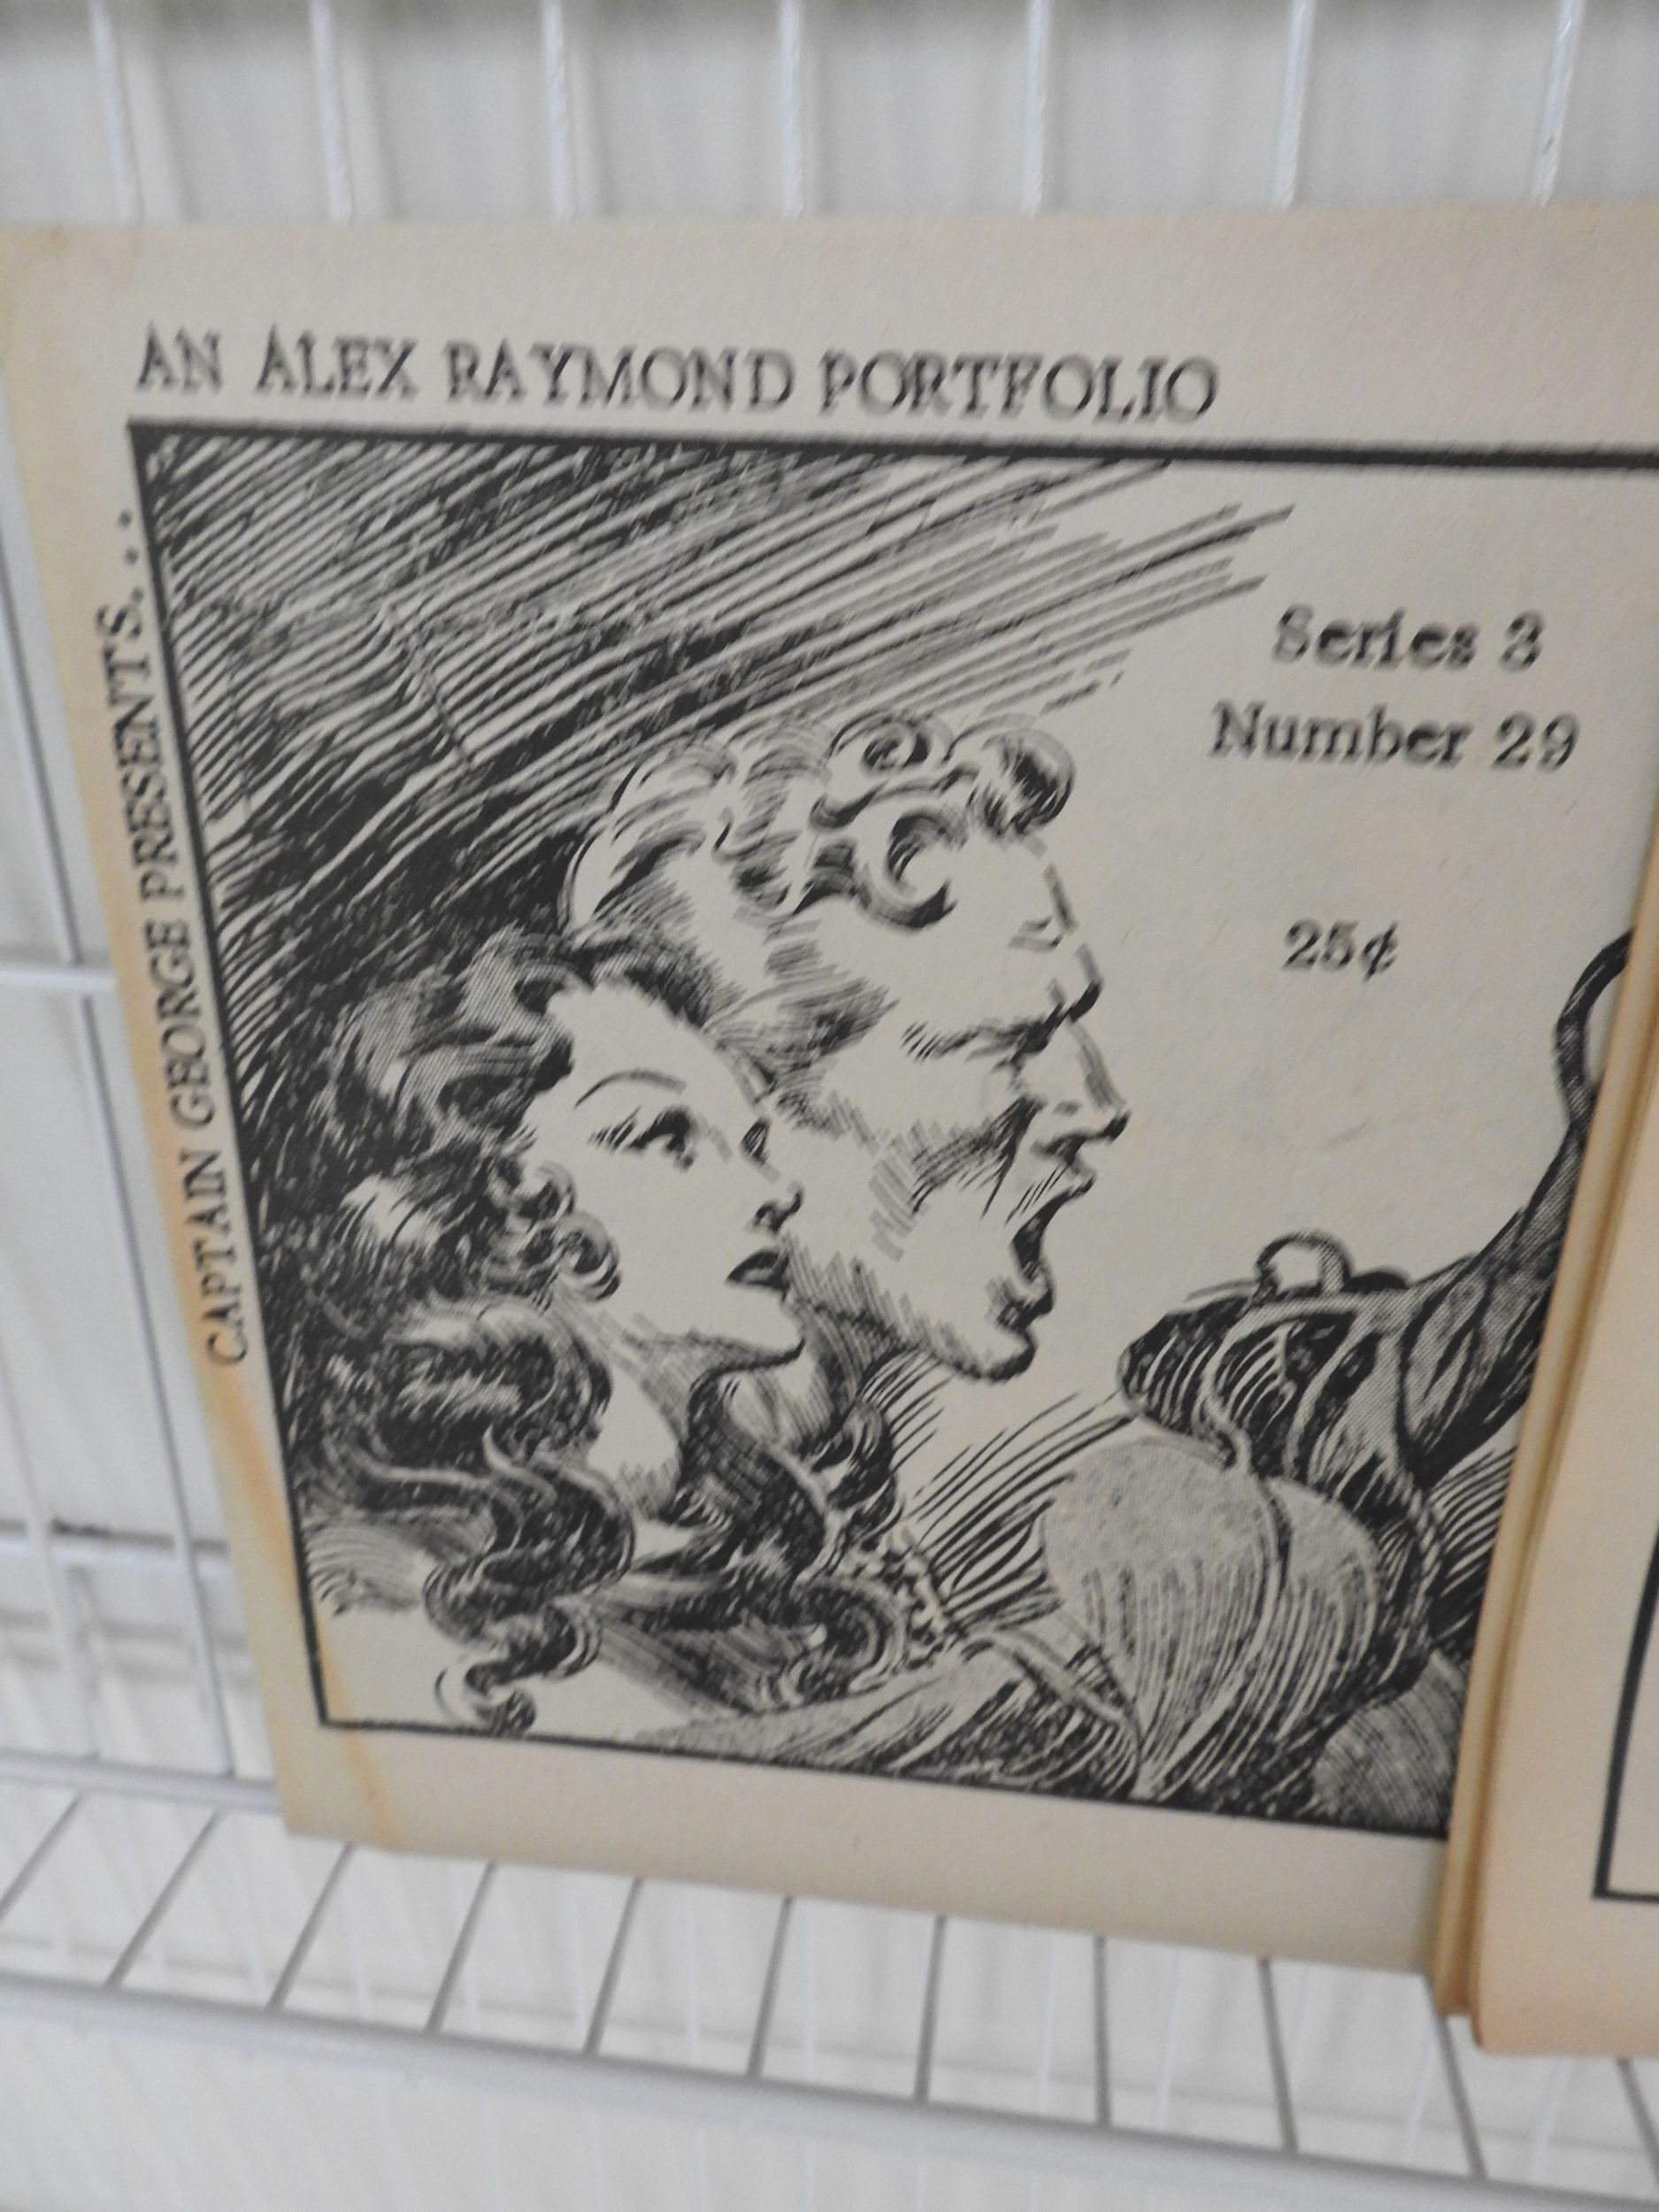 AN ALEX RAYMOND PORTFOLIO
CAPTAIN GEORGE PRESENTS...
Series 3
Number 29
25¢